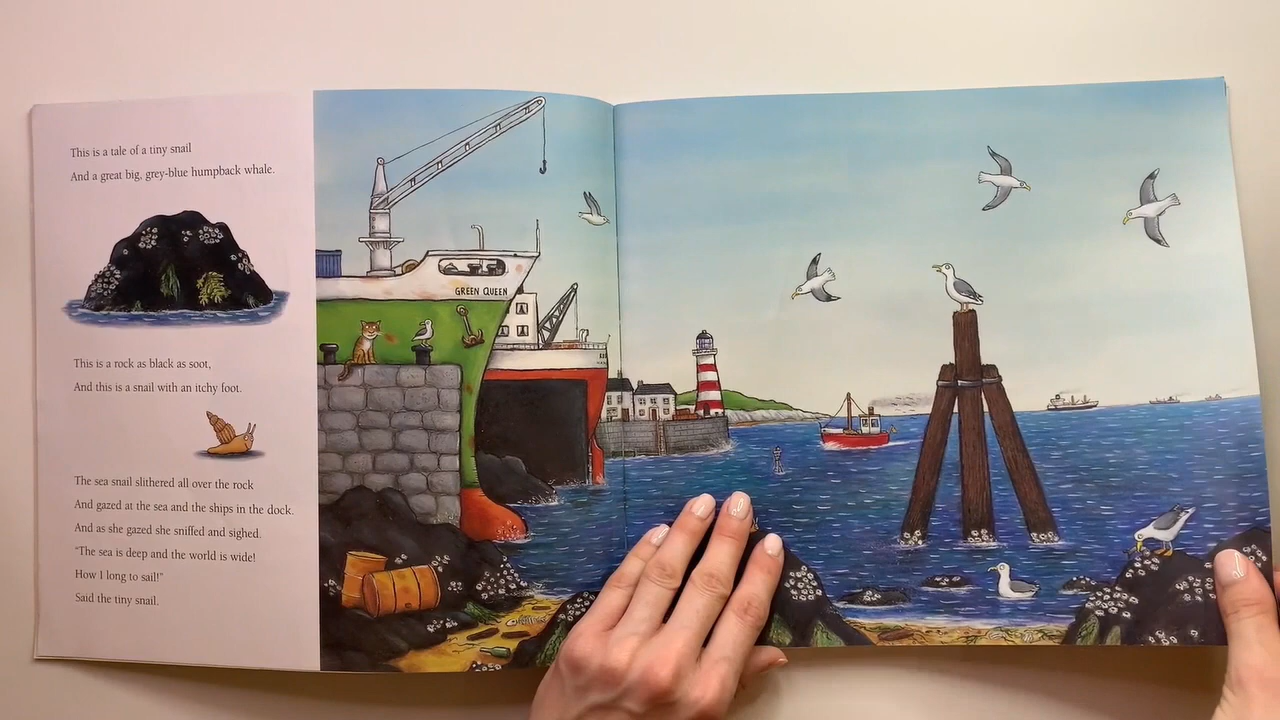 This is a tale of a tiny snail
And a great big, grey-blue humpback whale.
This is a rock as black as soot,
And this is a snail with an itchy foot.
The sea snail slithered all over the rock
And gazed at the sea and the ships in the dock.
And as she gazed she sniffed and sighed.
"The sea is deep and the world is wide!
How I long to sail!"
Said the tiny snail.
GREEN QUEEN